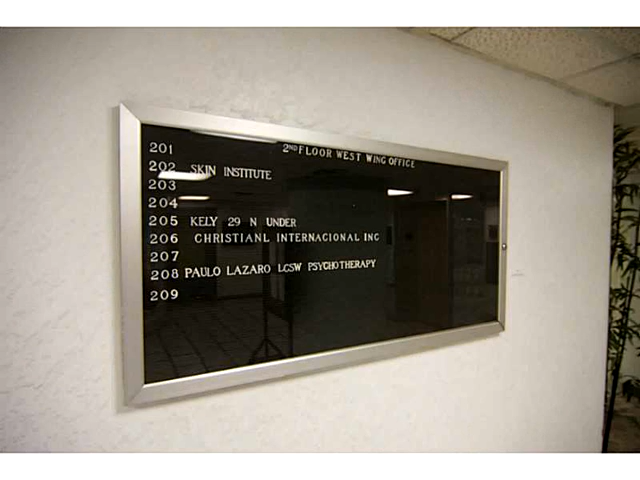 2ND FLOOR WEST WING OFFICE
201
202 SKIN INSTITUTE
203
204
205 KELY 29 N UNDER
206 CHRISTIANL INTERNACIONAL INC
207
208 PAULO LAZARO LCSW PSYCHOTHERAPY
209